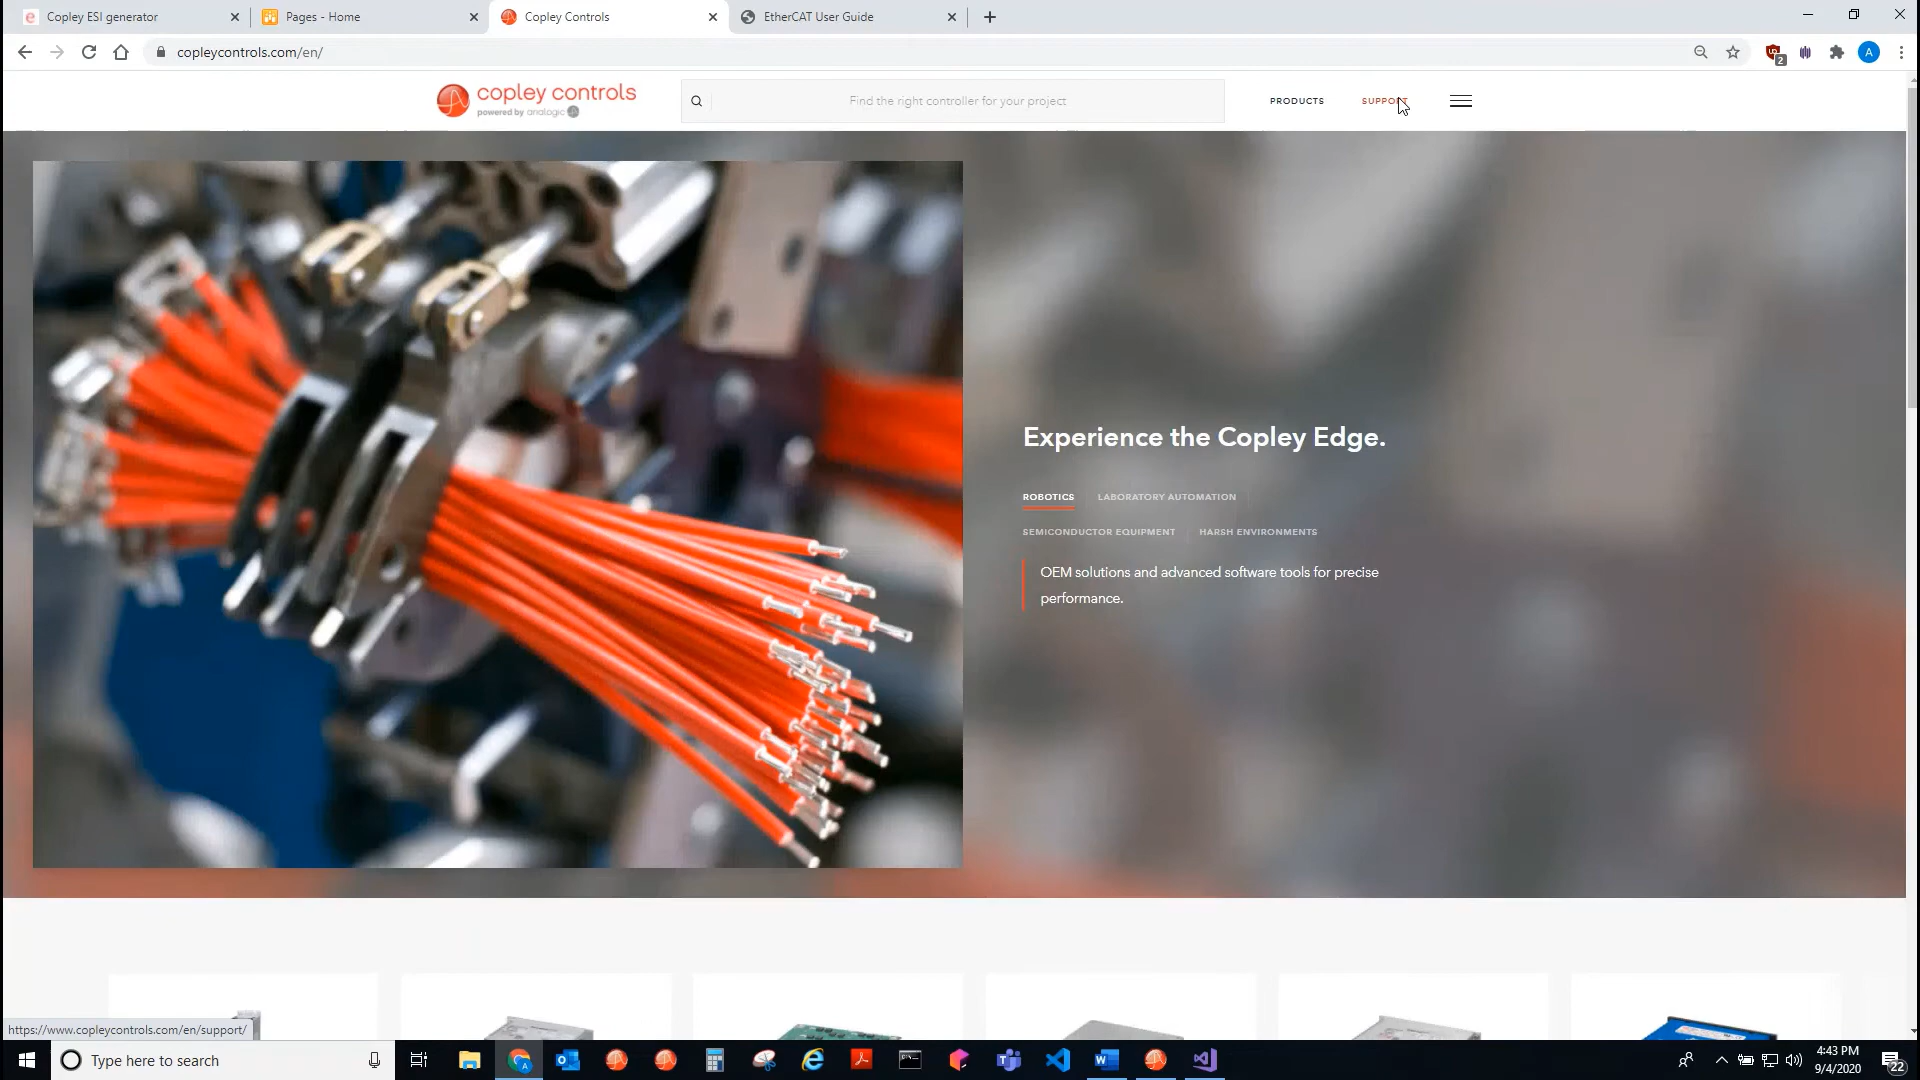 Copley ESI generator
Pages - Home
Copley Controls
EtherCAT User Guide
copleycontrols.com/en/
2
A
copley controls
powered by analogic
Find the right controller for your project
PRODUCTS
SUPPORT
Experience the Copley Edge.
ROBOTICS
LABORATORY AUTOMATION
SEMICONDUCTOR EQUIPMENT
HARSH ENVIRONMENTS
OEM solutions and advanced software tools for precise
performance.
https://www.copleycontrols.com/en/support/
Type here to search
4:43 PM
9/4/2020
22